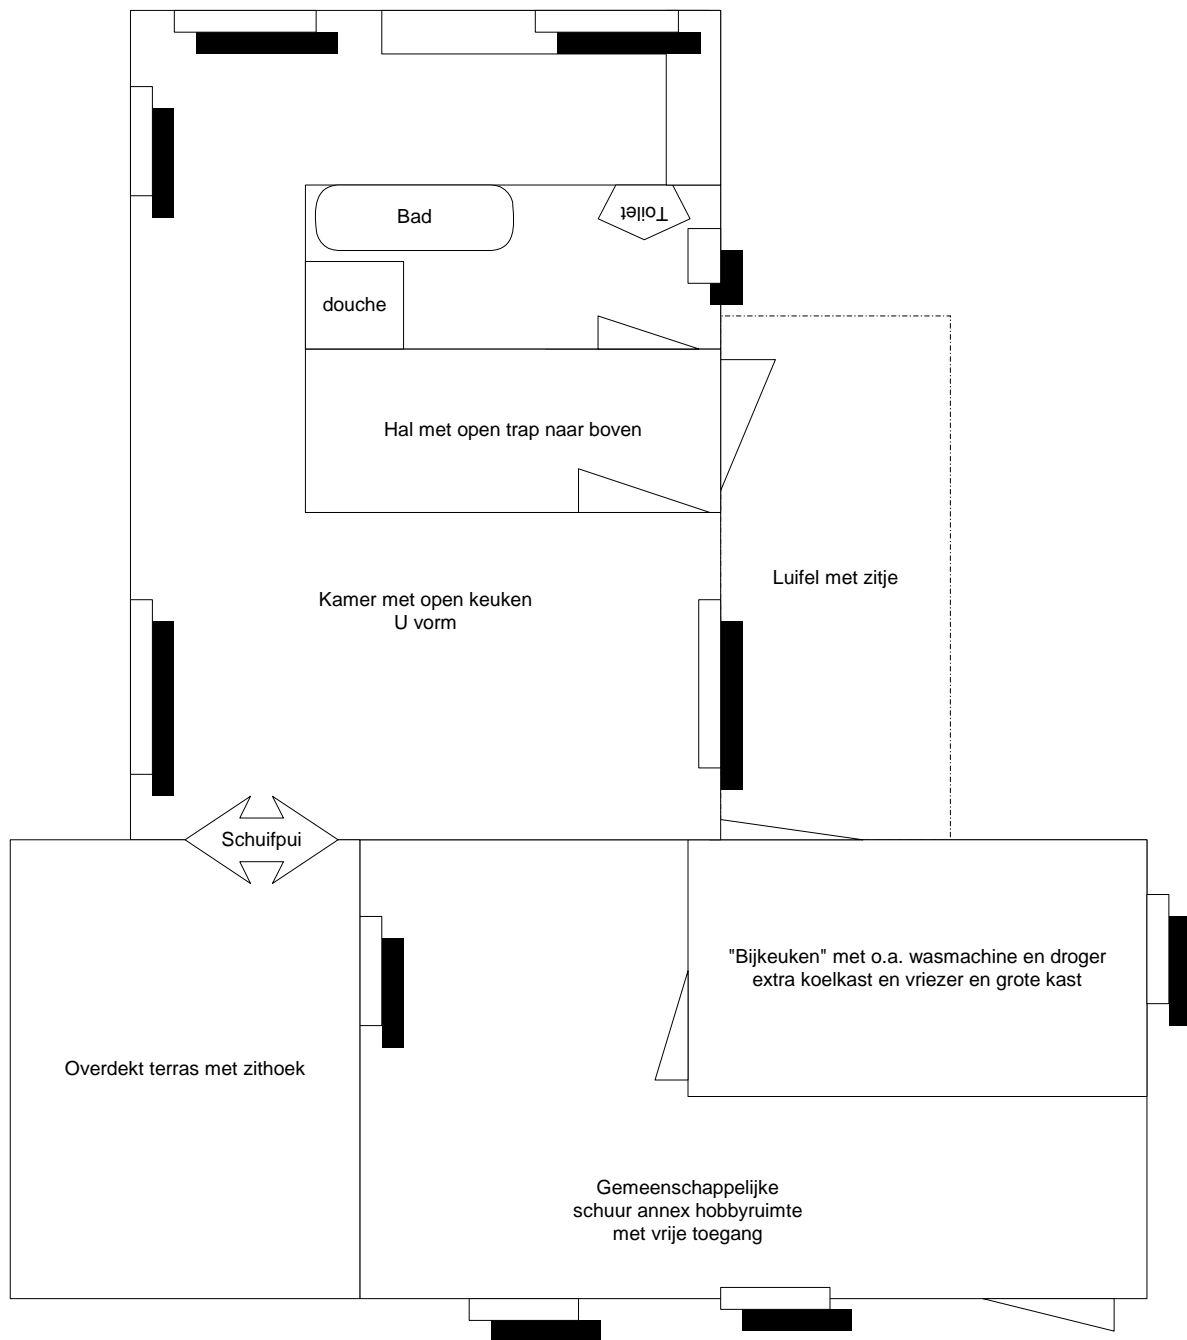 Bad
Toilet
douche
Hal met open trap naar boven
Luifel met zitje
Kamer met open keuken
U vorm
Schuifpui
"Bijkeuken" met o.a. wasmachine en droger
extra koelkast en vriezer en grote kast
Overdekt terras met zithoek
Gemeenschappelijke
schuur annex hobbyruimte
met vrije toegang